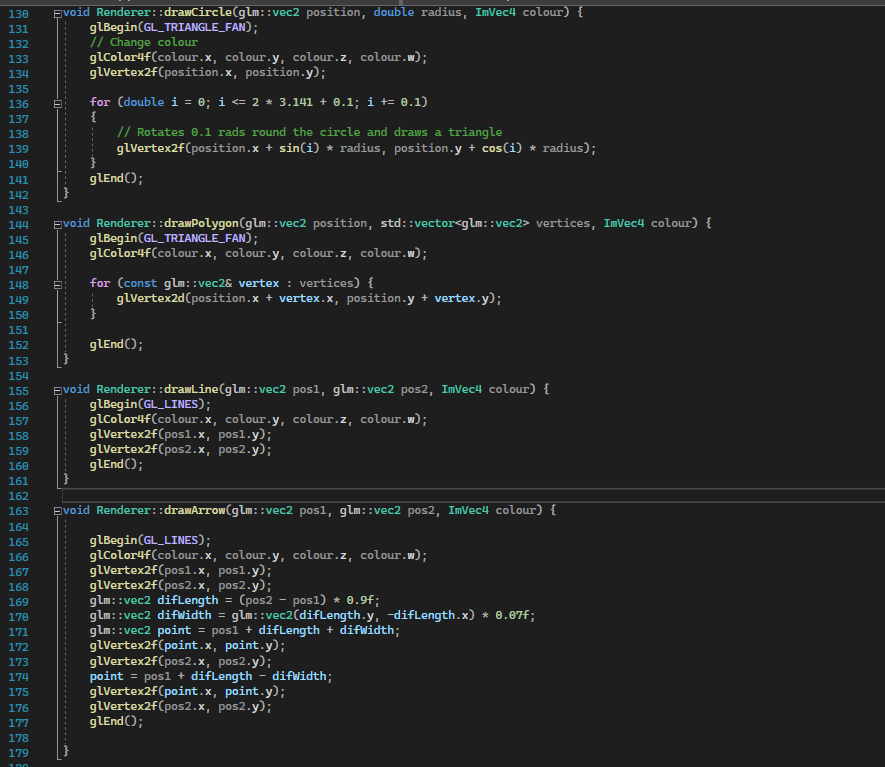 130 void Renderer::drawCircle(glm::vec2 position, double radius, ImVec4 colour) {
131     glBegin(GL_TRIANGLE_FAN);
132     // Change colour
133     glColor4f(colour.x, colour.y, colour.z, colour.w);
134     glVertex2f(position.x, position.y);
135
136     for (double i = 0; i <= 2 * 3.141 + 0.1; i += 0.1)
137     {
138         // Rotates 0.1 rads round the circle and draws a triangle
139         glVertex2f(position.x + sin(i) * radius, position.y + cos(i) * radius);
140     }
141     glEnd();
142 }
143
144 void Renderer::drawPolygon(glm::vec2 position, std::vector<glm::vec2> vertices, ImVec4 colour) {
145     glBegin(GL_TRIANGLE_FAN);
146     glColor4f(colour.x, colour.y, colour.z, colour.w);
147
148     for (const glm::vec2& vertex : vertices) {
149         glVertex2d(position.x + vertex.x, position.y + vertex.y);
150     }
151
152     glEnd();
153 }
154
155 void Renderer::drawLine(glm::vec2 pos1, glm::vec2 pos2, ImVec4 colour) {
156     glBegin(GL_LINES);
157     glColor4f(colour.x, colour.y, colour.z, colour.w);
158     glVertex2f(pos1.x, pos1.y);
159     glVertex2f(pos2.x, pos2.y);
160     glEnd();
161 }
162
163 void Renderer::drawArrow(glm::vec2 pos1, glm::vec2 pos2, ImVec4 colour) {
164
165     glBegin(GL_LINES);
166     glColor4f(colour.x, colour.y, colour.z, colour.w);
167     glVertex2f(pos1.x, pos1.y);
168     glVertex2f(pos2.x, pos2.y);
169     glm::vec2 difLength = (pos2 - pos1) * 0.9f;
170     glm::vec2 difWidth = glm::vec2(difLength.y, -difLength.x) * 0.07f;
171     glm::vec2 point = pos1 + difLength + difWidth;
172     glVertex2f(point.x, point.y);
173     glVertex2f(pos2.x, pos2.y);
174     point = pos1 + difLength - difWidth;
175     glVertex2f(point.x, point.y);
176     glVertex2f(pos2.x, pos2.y);
177     glEnd();
178
179 }